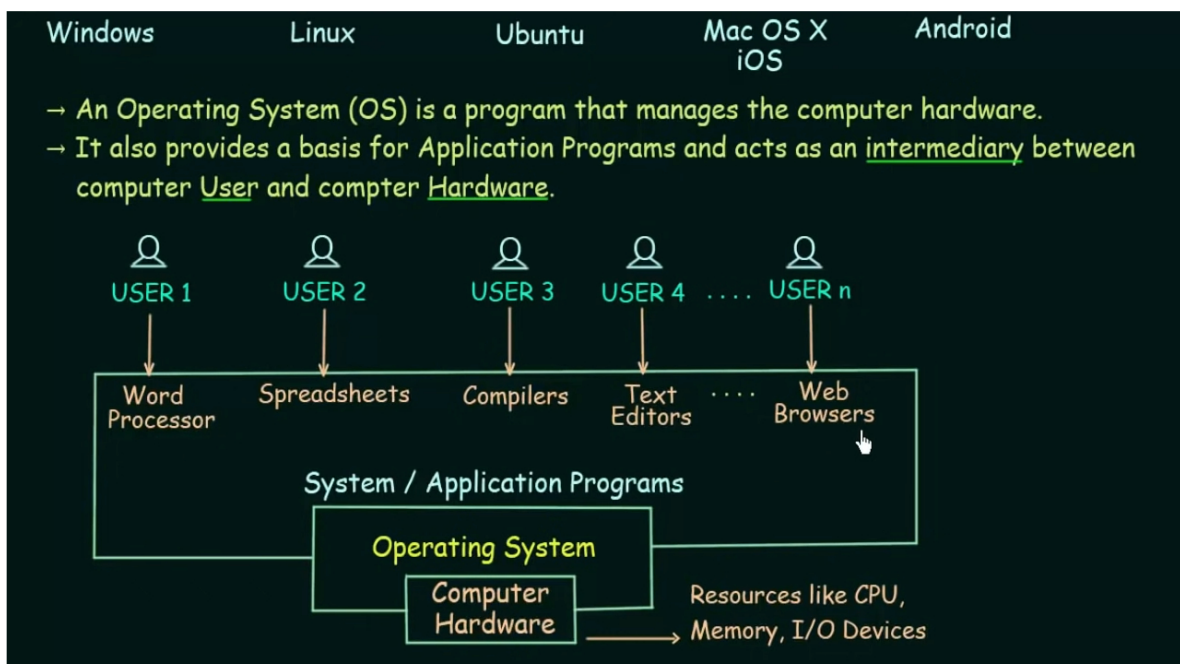 Windows Linux Ubuntu Mac OS X Android
iOS
→ An Operating System (OS) is a program that manages the computer hardware.
→ It also provides a basis for Application Programs and acts as an intermediary between
computer User and compter Hardware.
USER 1 USER 2 USER 3 USER 4 .... USER n
Word Spreadsheets Compilers Text .... Web
Processor Editors Browsers
System / Application Programs
Operating System
Computer
Hardware
Resources like CPU,
Memory, I/O Devices